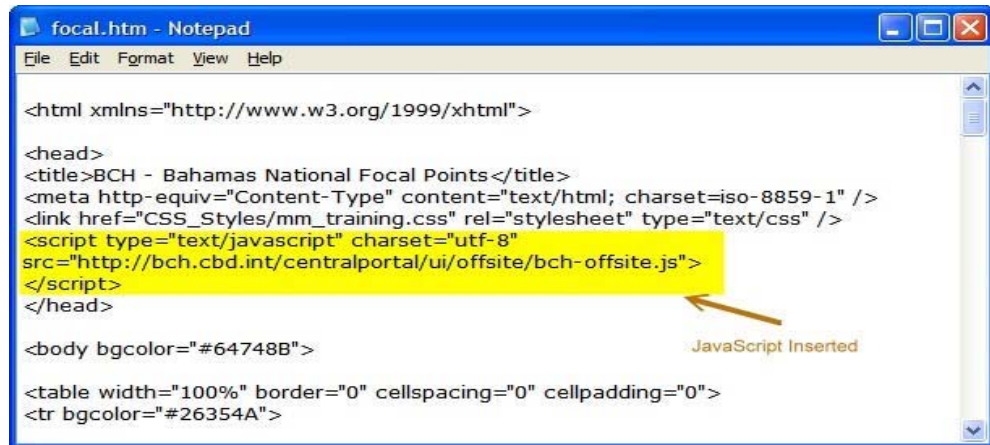 focal.htm - Notepad
File Edit Format View Help
<html xmlns="http://www.w3.org/1999/xhtml">
<head>
<title>BCH - Bahamas National Focal Points</title>
<meta http-equiv="Content-Type" content="text/html; charset=iso-8859-1" />
<link href="CSS_Styles/mm_training.css" rel="stylesheet" type="text/css" />
<script type="text/javascript" charset="utf-8"
src="http://bch.cbd.int/centralportal/ui/offsite/bch-offsite.js">
</script>
</head>
<body bgcolor="#64748B">
JavaScript Inserted
<table width="100%" border="0" cellspacing="0" cellpadding="0">
<tr bgcolor="#26354A">